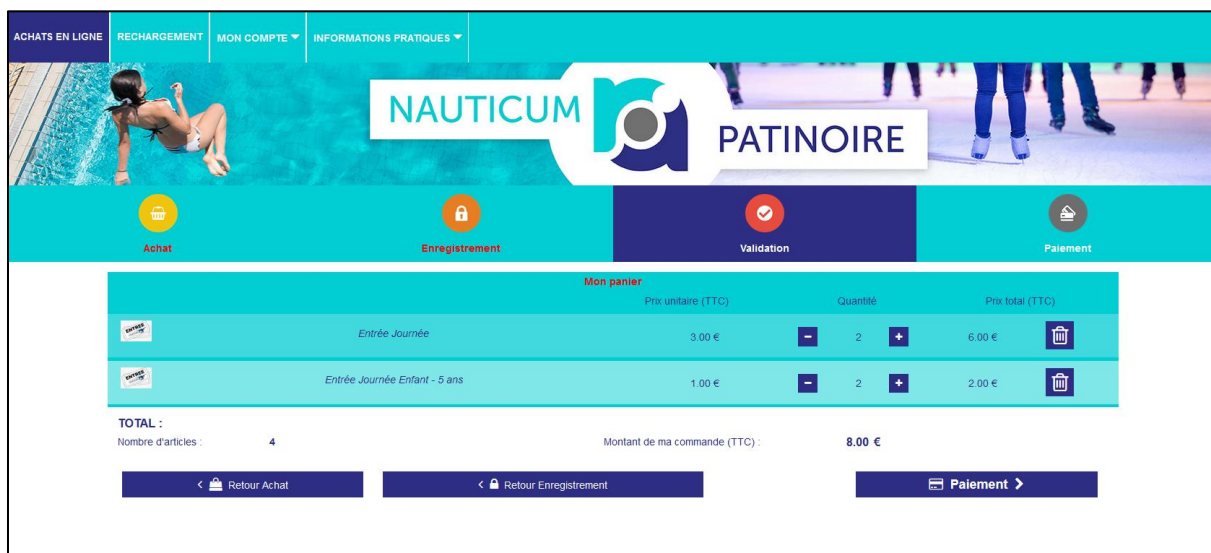 ACHATS EN LIGNE RECHARGEMENT MON COMPTE INFORMATIONS PRATIQUES
NAUTICUM
PATINOIRE
Achat Enregistrement Validation Paiement
Mon panier
Prix unitaire (TTC) Quantité Prix total (TTC)
ENTRÉE
Entrée Journée 3.00 € - 2 + 6.00 €
ENTRÉE
Entrée Journée Enfant - 5 ans 1.00 € - 2 + 2.00 €
TOTAL :
Nombre d'articles : 4 Montant de ma commande (TTC) : 8.00 €
< Retour Achat < Retour Enregistrement Paiement >